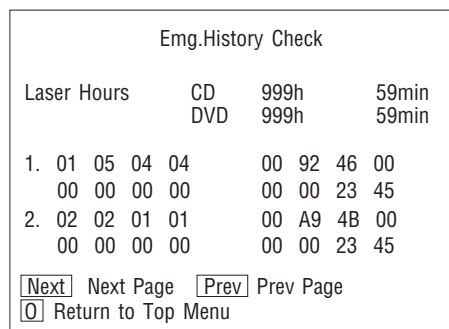 Emg.History Check
Laser Hours CD 999h 59min
DVD 999h 59min
1. 01 05 04 04 00 92 46 00
00 00 00 00 00 00 23 45
2. 02 02 01 01 00 A9 4B 00
00 00 00 00 00 00 23 45
Next Next Page Prev Prev Page
0 Return to Top Menu